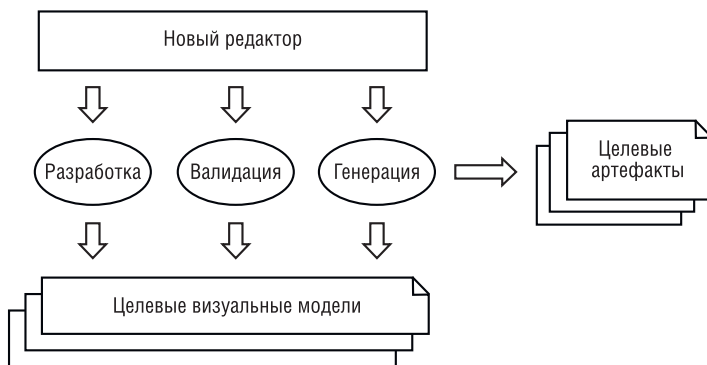 Новый редактор
Разработка
Валидация
Генерация
Целевые
артефакты
Целевые визуальные модели